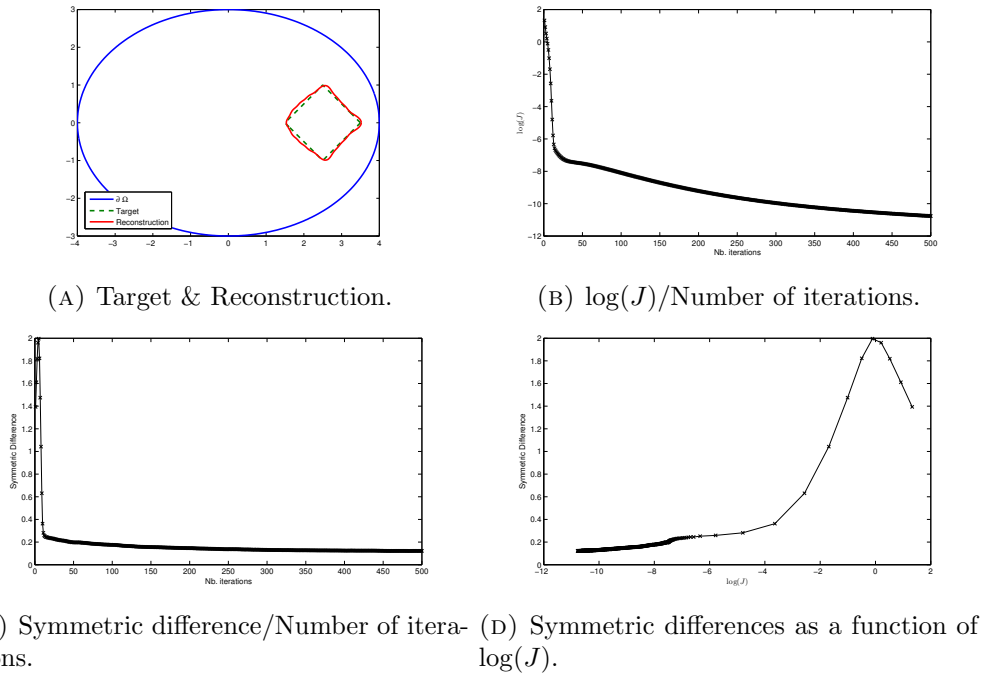 3
2
1
0
−1
−2
−3
−4 −3 −2 −1 0 1 2 3 4
∂ Ω
Target
Reconstruction
2
0
−2
−4
−6
−8
−10
−12
log(J)
0 50 100 150 200 250 300 350 400 450 500
Nb. iterations
(A) Target & Reconstruction.
(B) log(J)/Number of iterations.
2
1.8
1.6
1.4
1.2
1
0.8
0.6
0.4
0.2
0
Symmetric Difference
0 50 100 150 200 250 300 350 400 450 500
Nb. iterations
2
1.8
1.6
1.4
1.2
1
0.8
0.6
0.4
0.2
0
Symmetric Difference
−12 −10 −8 −6 −4 −2 0 2
log(J)
) Symmetric difference/Number of itera-
ons.
(D) Symmetric differences as a function of
log(J).